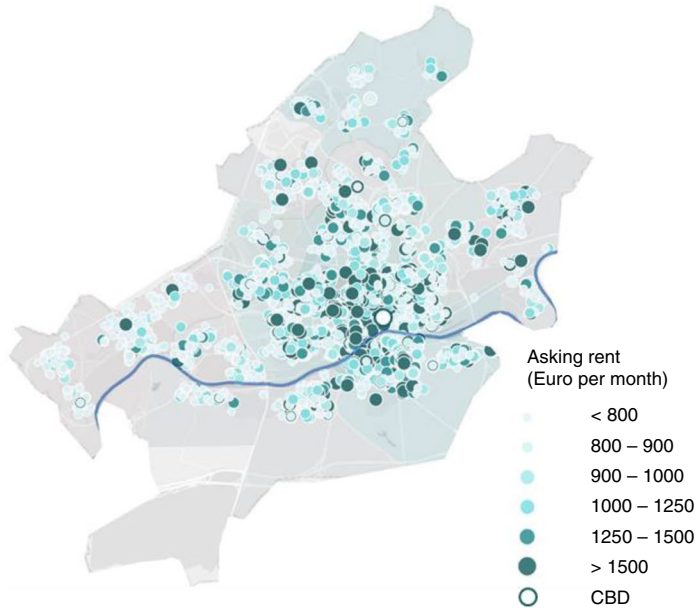 Asking rent
(Euro per month)
< 800
800 – 900
900 – 1000
1000 – 1250
1250 – 1500
> 1500
CBD